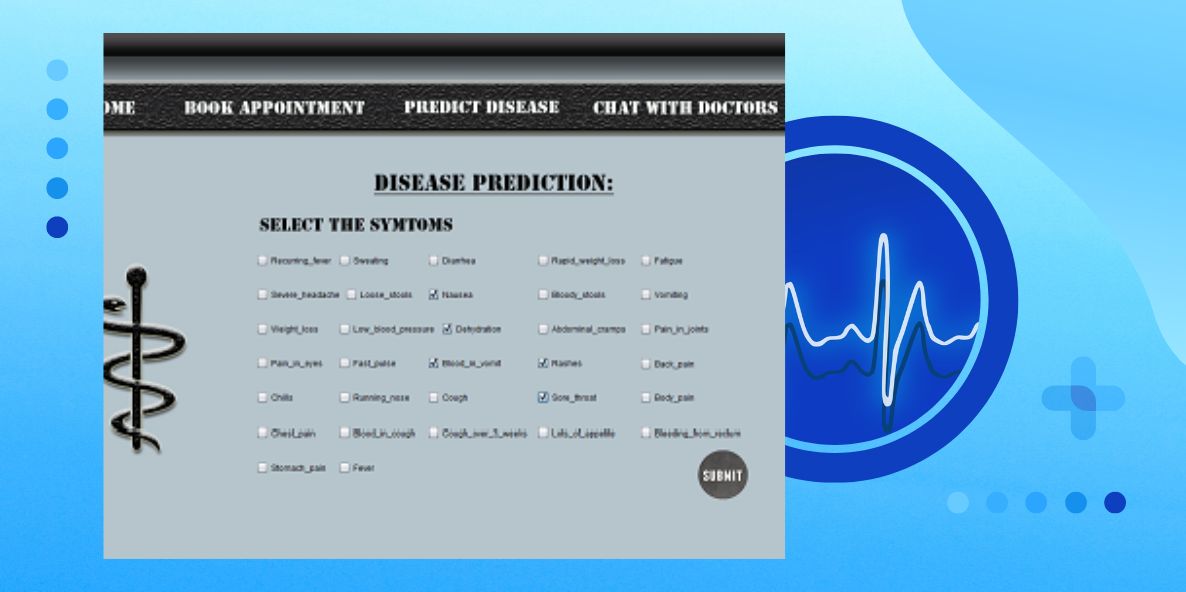 OME BOOK APPOINTMENT PREDICT DISEASE CHAT WITH DOCTORS
DISEASE PREDICTION:
SELECT THE SYMTOMS
Recurring_fever Sweating Diarrhea Rapid_weight_loss Fatigue
Severe_headache Loose_stools Nausea Bloody_stools Vomiting
Weight_loss Low_blood_pressure Dehydration Abdominal_cramps Pain_in_joints
Pain_in_eyes Fast_pulse Blood_in_vomit Rashes Back_pain
Chills Running_nose Cough Sore_throat Body_pain
Chest_pain Blood_in_cough Cough_over_3_weeks Lots_of_appetite Bleeding_from_rectum
Stomach_pain Fever
SUBMIT